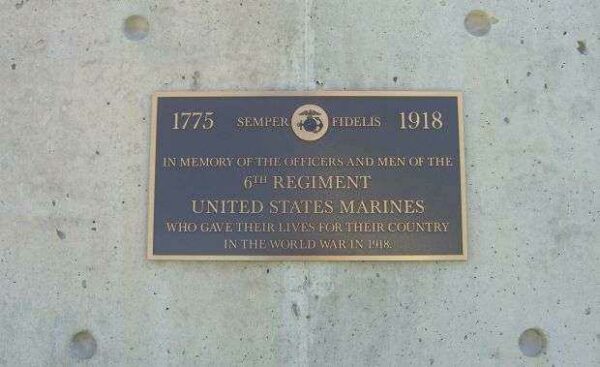 1775 SEMPER FIDELIS 1918
IN MEMORY OF THE OFFICERS AND MEN OF THE
6TH REGIMENT
UNITED STATES MARINES
WHO GAVE THEIR LIVES FOR THEIR COUNTRY
IN THE WORLD WAR IN 1918.